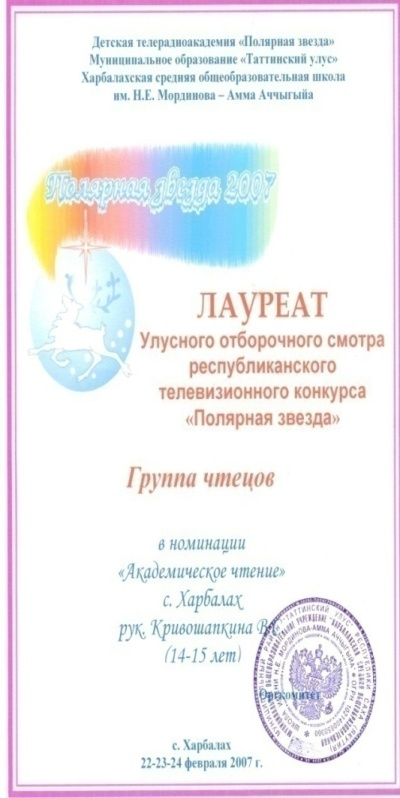 Детская телерадиоакадемия «Полярная звезда»
Муниципальное образование «Таттинский улус»
Харбалахская средняя общеобразовательная школа
им. Н.Е. Мординова – Амма Аччыгыйа
Полярная звезда 2007
ЛАУРЕАТ
Улусного отборочного смотра
республиканского
телевизионного конкурса
«Полярная звезда»
Группа чтецов
в номинации
«Академическое чтение»
с. Харбалах
рук. Кривошапкина В.
(14-15 лет)
Оргкомитет
с. Харбалах
22-23-24 февраля 2007 г.